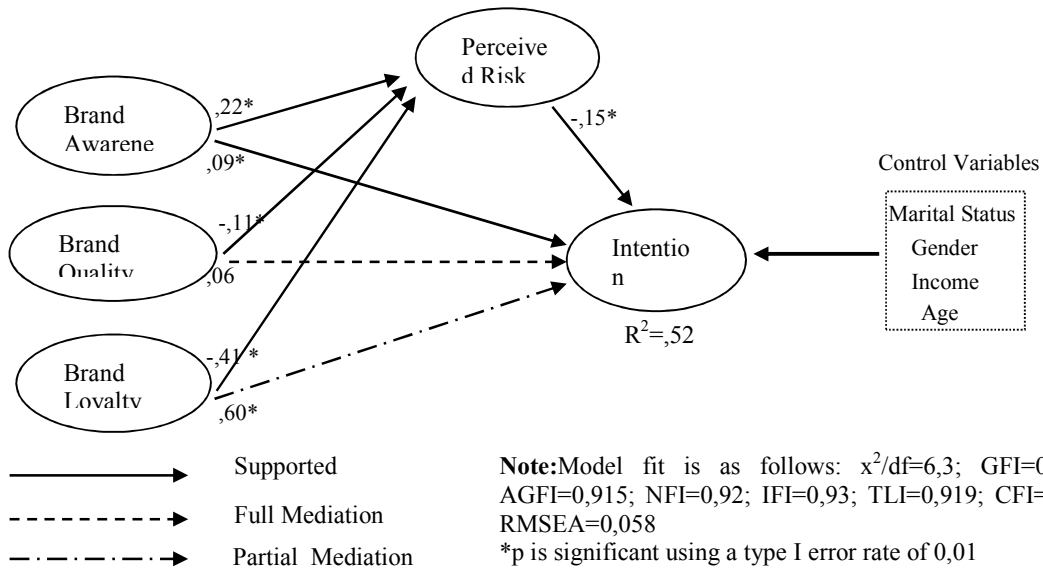 Perceive
d Risk
Brand
Awarene
,22*
,09*
-,15*
Control Variables
Marital Status
Gender
Income
Age
Brand
Quality
-,11*
,06
Intentio
n
R²=,52
Brand
Loyalty
-,41 *
,60*
Supported
Full Mediation
Partial Mediation
Note:Model fit is as follows: x²/df=6,3; GFI=0
AGFI=0,915; NFI=0,92; IFI=0,93; TLI=0,919; CFI=
RMSEA=0,058
*p is significant using a type I error rate of 0,01